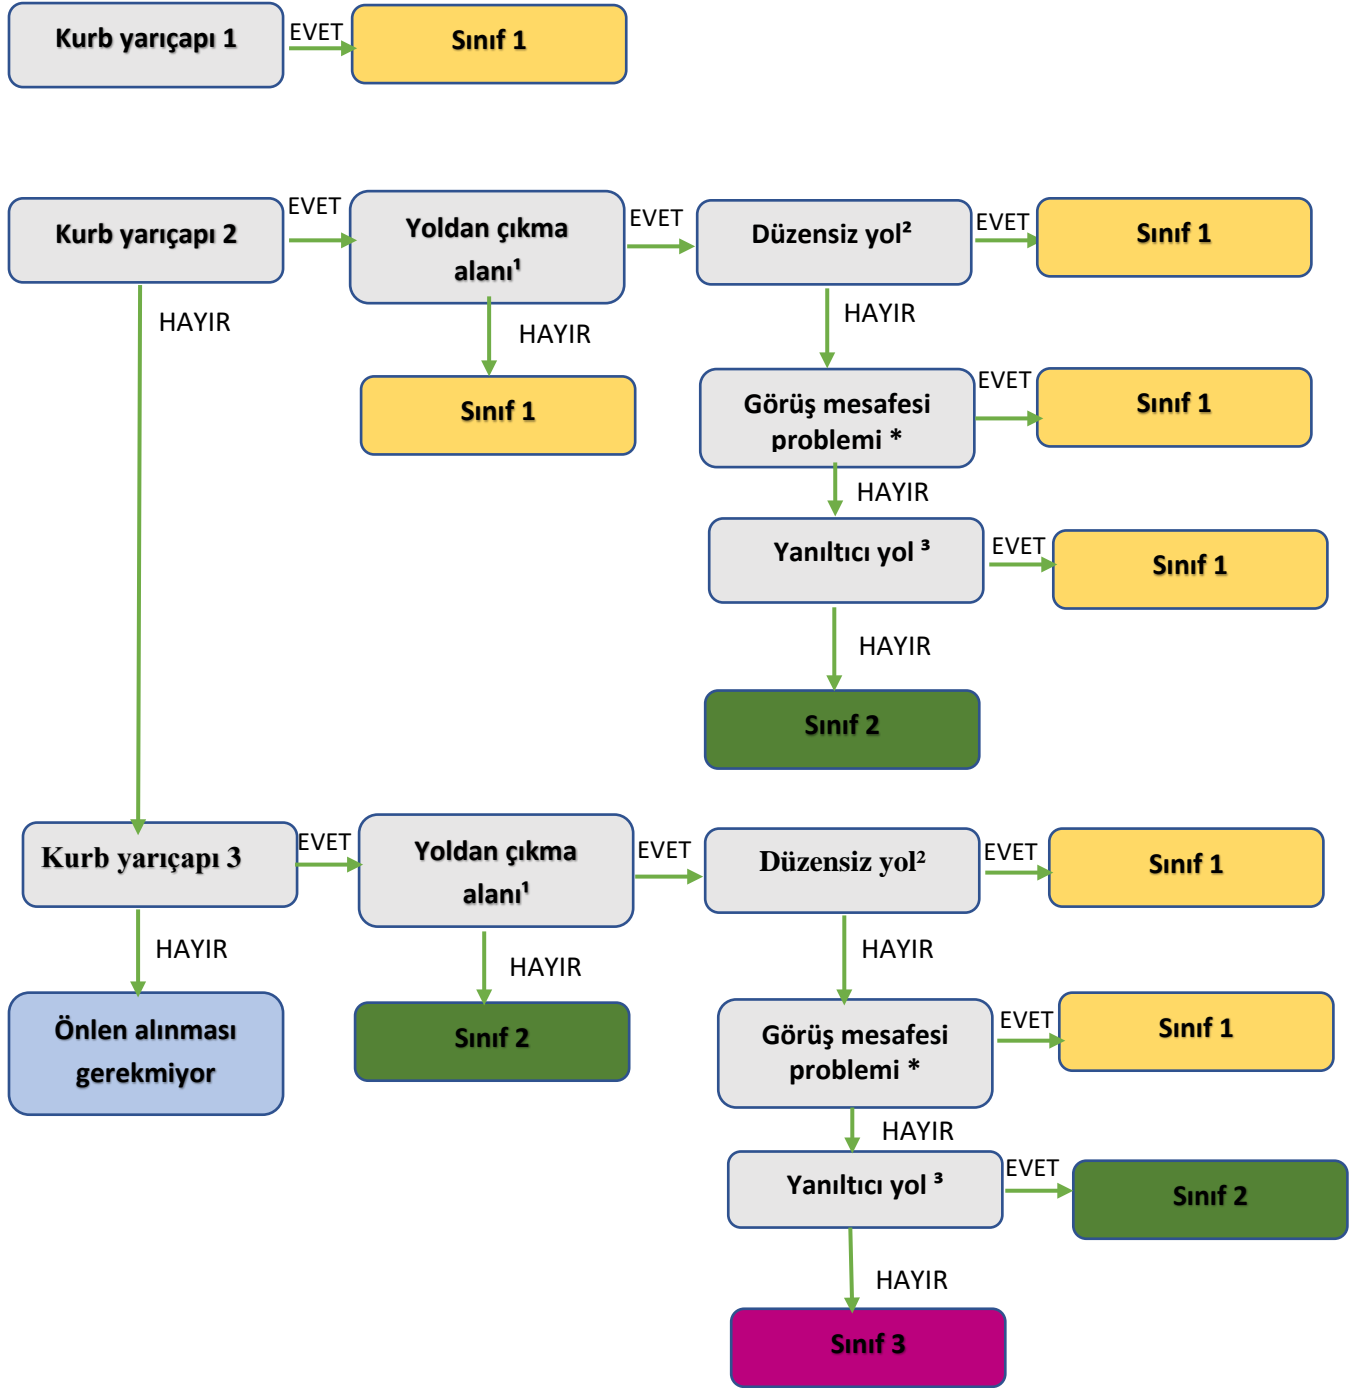 Kurb yarıçapı 1
EVET
Sınıf 1
Kurb yarıçapı 2
EVET
Yoldan çıkma
alanı¹
EVET
Düzensiz yol²
EVET
Sınıf 1
HAYIR
HAYIR
HAYIR
Sınıf 1
Görüş mesafesi
problemi *
EVET
Sınıf 1
HAYIR
Yanıltıcı yol ³
EVET
Sınıf 1
HAYIR
Sınıf 2
Kurb yarıçapı 3
EVET
Yoldan çıkma
alanı¹
EVET
Düzensiz yol²
EVET
Sınıf 1
HAYIR
HAYIR
HAYIR
Önlen alınması
gerekmiyor
Sınıf 2
Görüş mesafesi
problemi *
EVET
Sınıf 1
HAYIR
Yanıltıcı yol ³
EVET
Sınıf 2
HAYIR
Sınıf 3